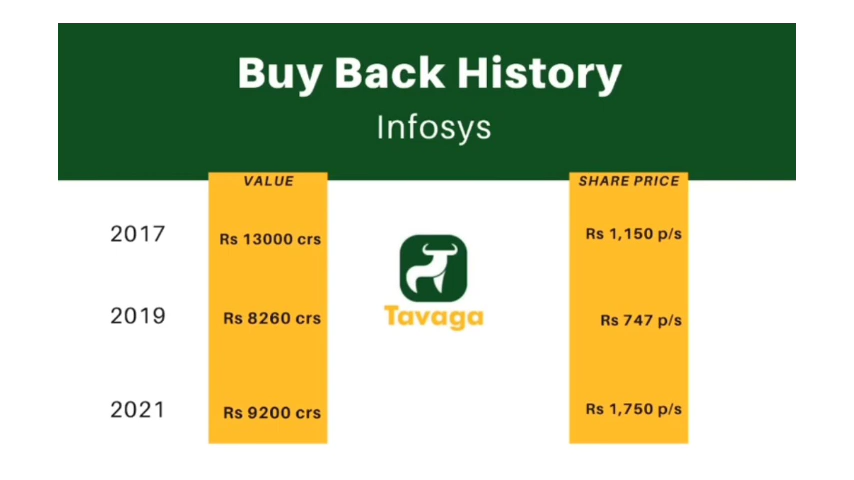 Buy Back History
Infosys
VALUE SHARE PRICE
2017 Rs 13000 crs Rs 1,150 p/s
Tavaga
2019 Rs 8260 crs Rs 747 p/s
2021 Rs 9200 crs Rs 1,750 p/s